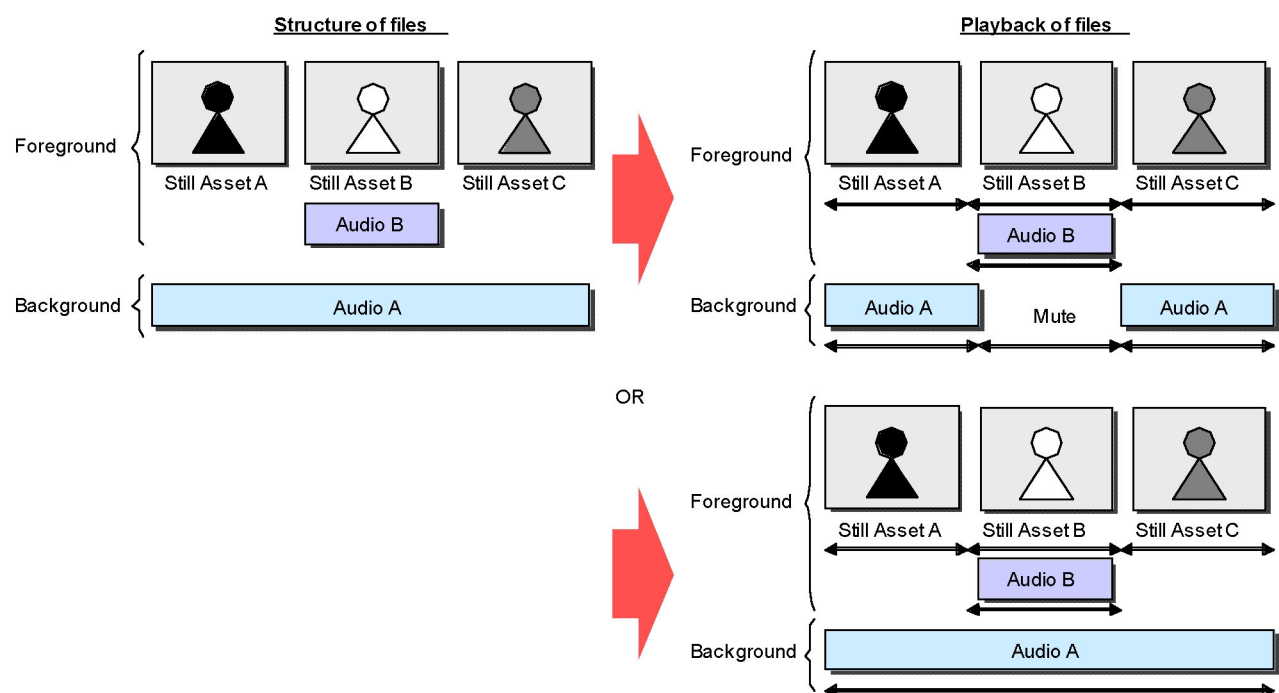 Structure of files
Foreground
Still Asset A
Still Asset B
Still Asset C
Audio B
Background
Audio A
Playback of files
Foreground
Still Asset A
Still Asset B
Still Asset C
Audio B
Background
Audio A
Mute
Audio A
OR
Foreground
Still Asset A
Still Asset B
Still Asset C
Audio B
Background
Audio A